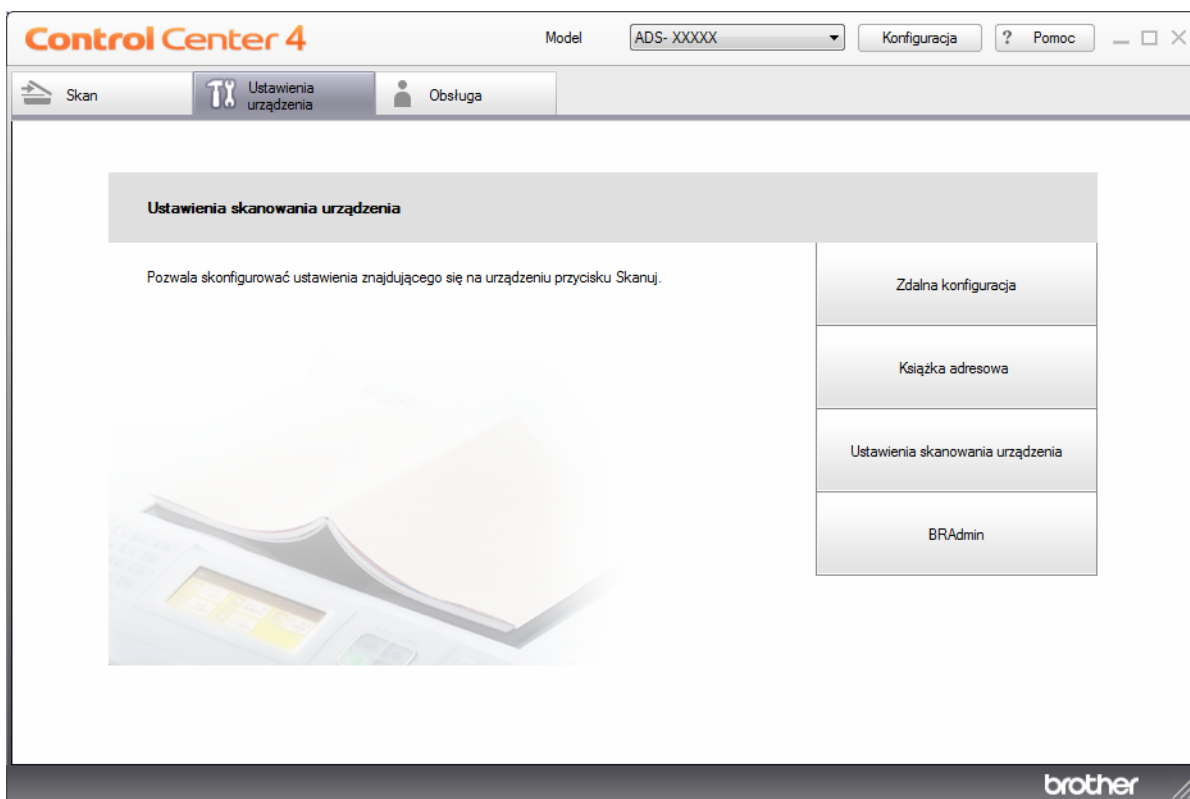 Control Center 4
Model
ADS- XXXXX
Konfiguracja
? Pomoc
Skan
Ustawienia
urządzenia
Obsługa
Ustawienia skanowania urządzenia
Pozwala skonfigurować ustawienia znajdującego się na urządzeniu przycisku Skanuj.
Zdalna konfiguracja
Książka adresowa
Ustawienia skanowania urządzenia
BRAdmin
brother